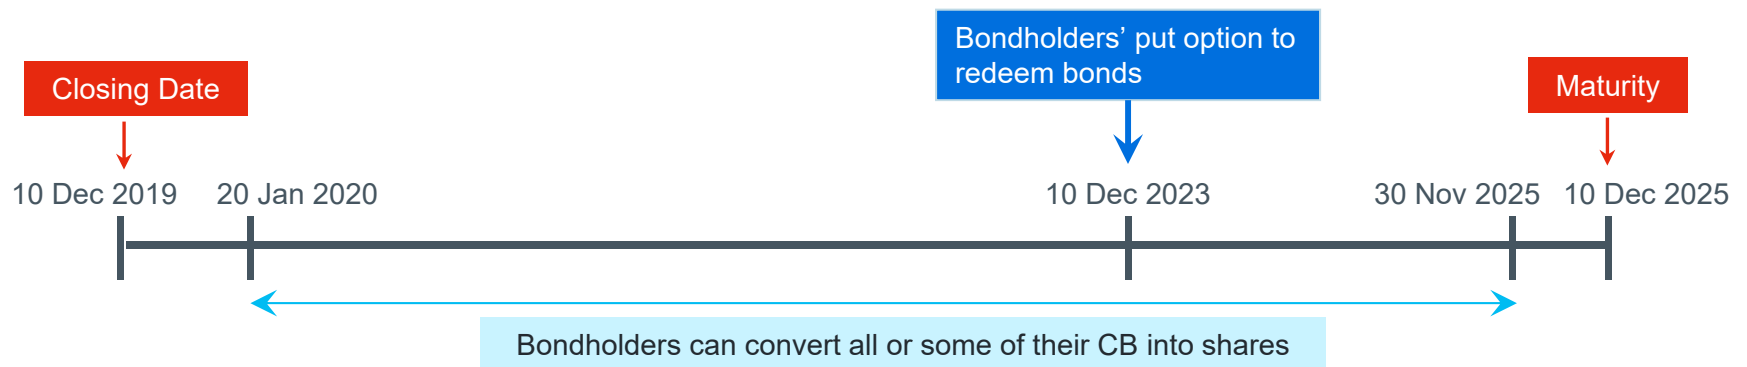 Bondholders’ put option to
redeem bonds
Closing Date
Maturity
10 Dec 2019
20 Jan 2020
10 Dec 2023
30 Nov 2025
10 Dec 2025
Bondholders can convert all or some of their CB into shares